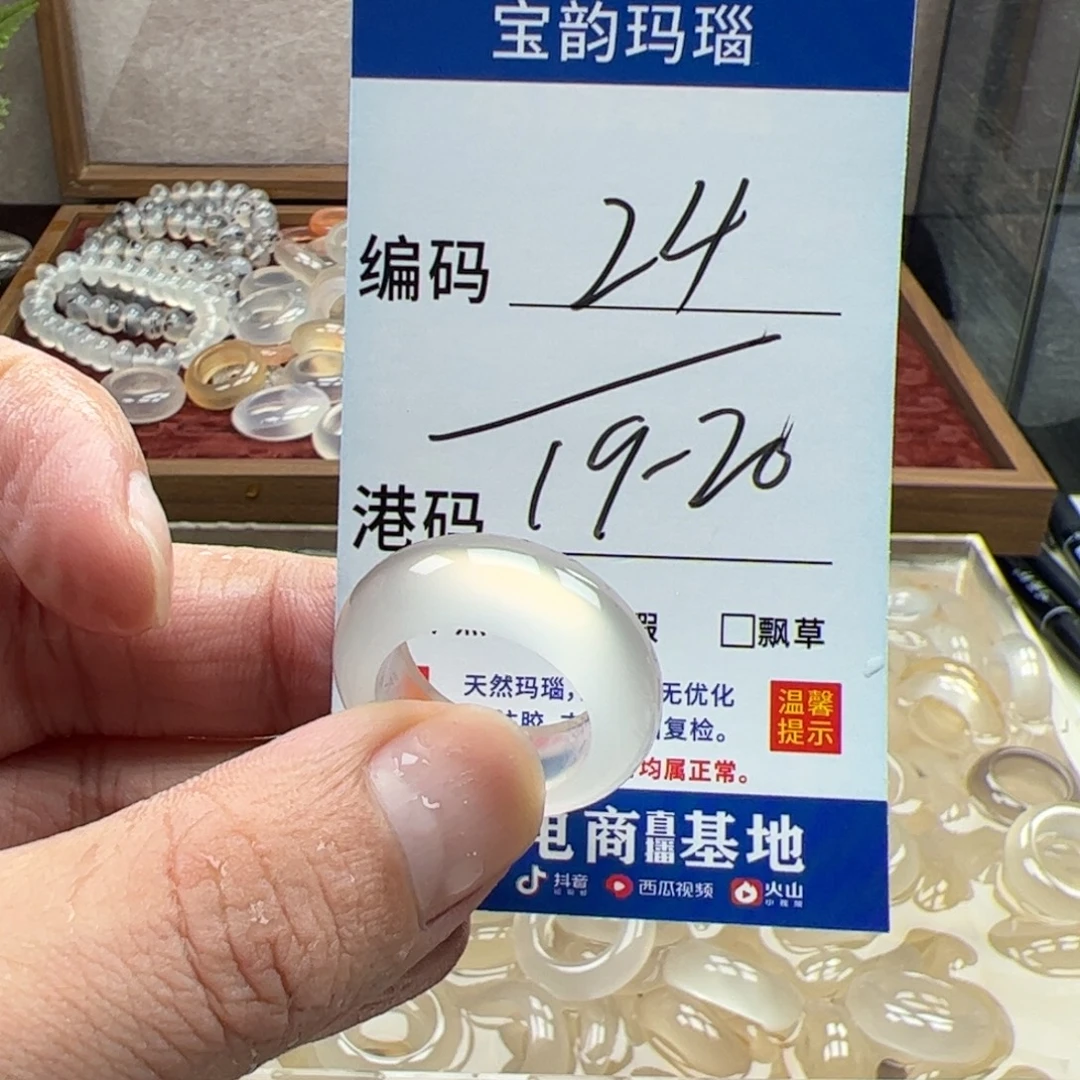 宝韵玛瑙
编码 24
港码 19-20
飘草
天然玛瑙，无优化
复检。
温馨
提示
均属正常。
电商直播基地
抖音 西瓜视频 火山